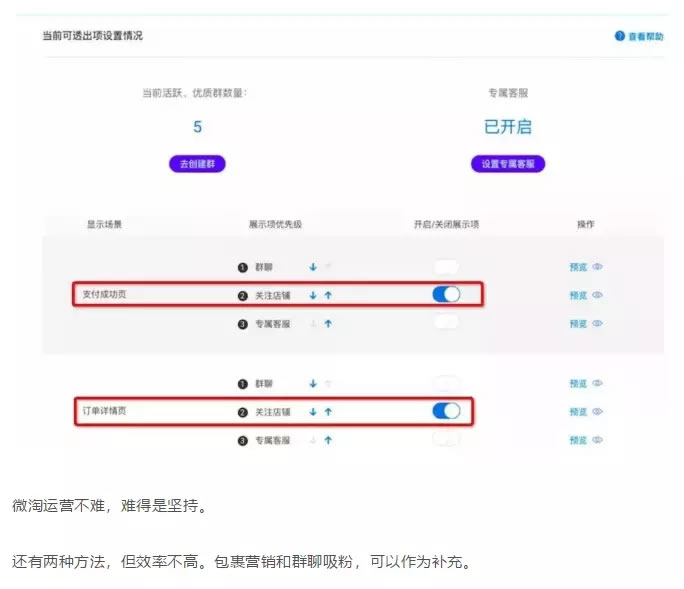 当前可透出项设置情况
? 查看帮助
当前活跃、优质群数量: 专属客服
5 已开启
去创建群 设置专属客服
显示场景 展示项优先级 开启/关闭展示项 操作
1 群聊 ↓ ↑ 预览
支付成功页 2 关注店铺 ↓ ↑ 预览
3 专属客服 ↓ ↑ 预览
1 群聊 ↓ ↑ 预览
订单详情页 2 关注店铺 ↓ ↑ 预览
3 专属客服 ↓ ↑ 预览
微淘运营不难，难得是坚持。
还有两种方法，但效率不高。包裹营销和群聊吸粉，可以作为补充。